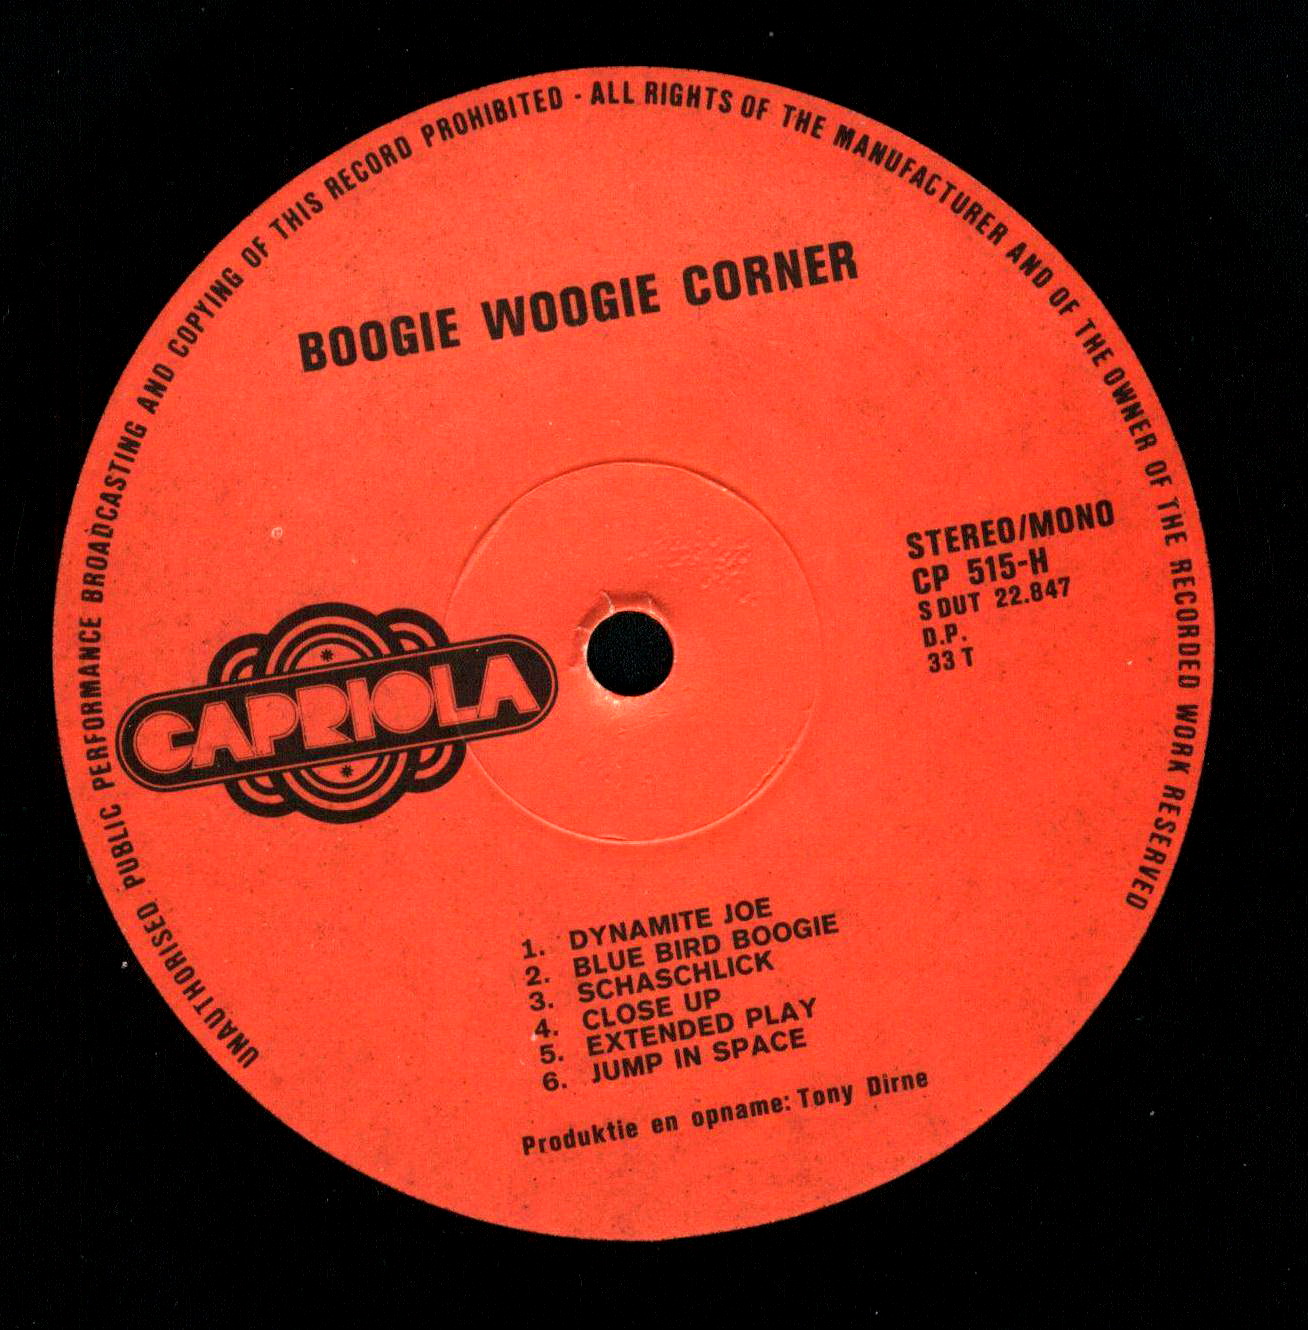 UNAUTHORISED PUBLIC PERFORMANCE BROADCASTING AND COPYING OF THIS RECORD PROHIBITED - ALL RIGHTS OF THE MANUFACTURER AND OF THE OWNER OF THE RECORDED WORK RESERVED
BOOGIE WOOGIE CORNER
STEREO/MONO
CP 515-H
SDUT 22.847
D.P.
33 T
CAPRIOLA
1. DYNAMITE JOE
2. BLUE BIRD BOOGIE
3. SCHASCHLICK
4. CLOSE UP
5. EXTENDED PLAY
6. JUMP IN SPACE
Produktie en opname: Tony Dirne